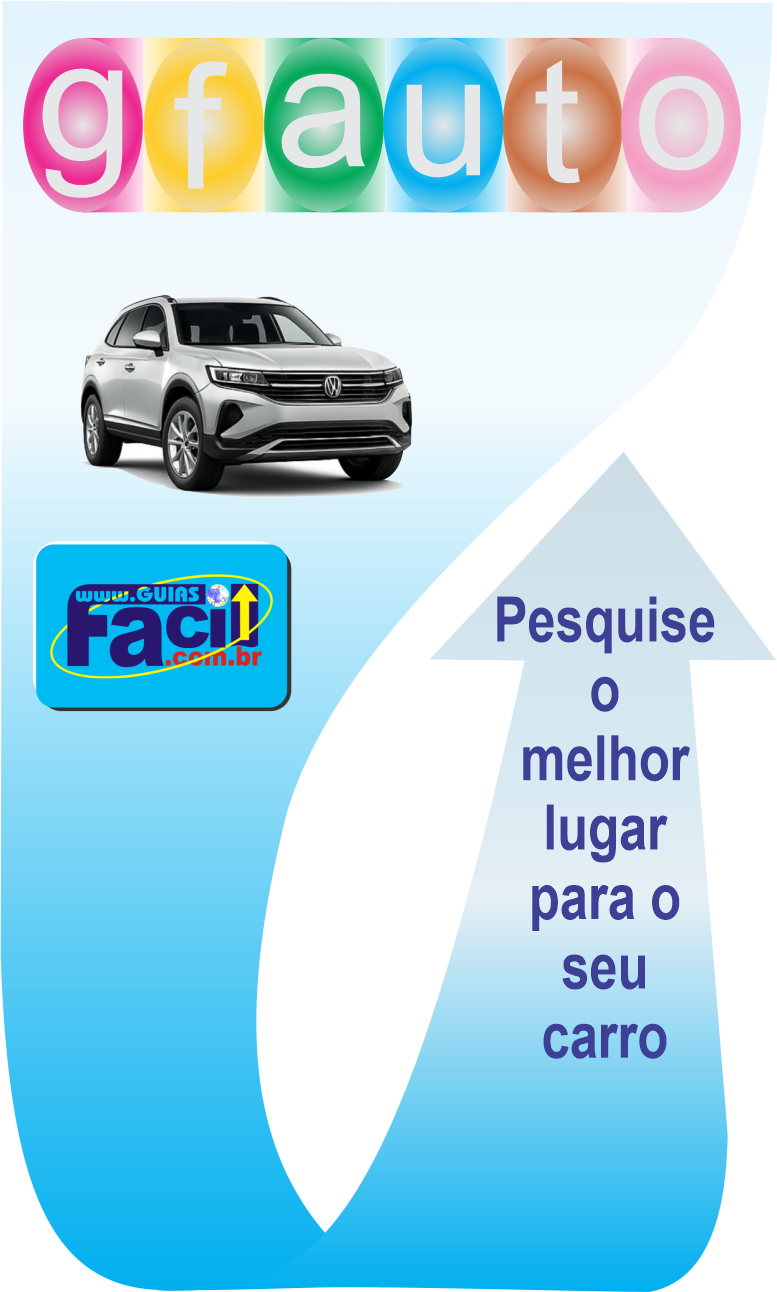 gfauto
www.GUIAS
Facil
.com.br
Pesquise
o
melhor
lugar
para o
seu
carro